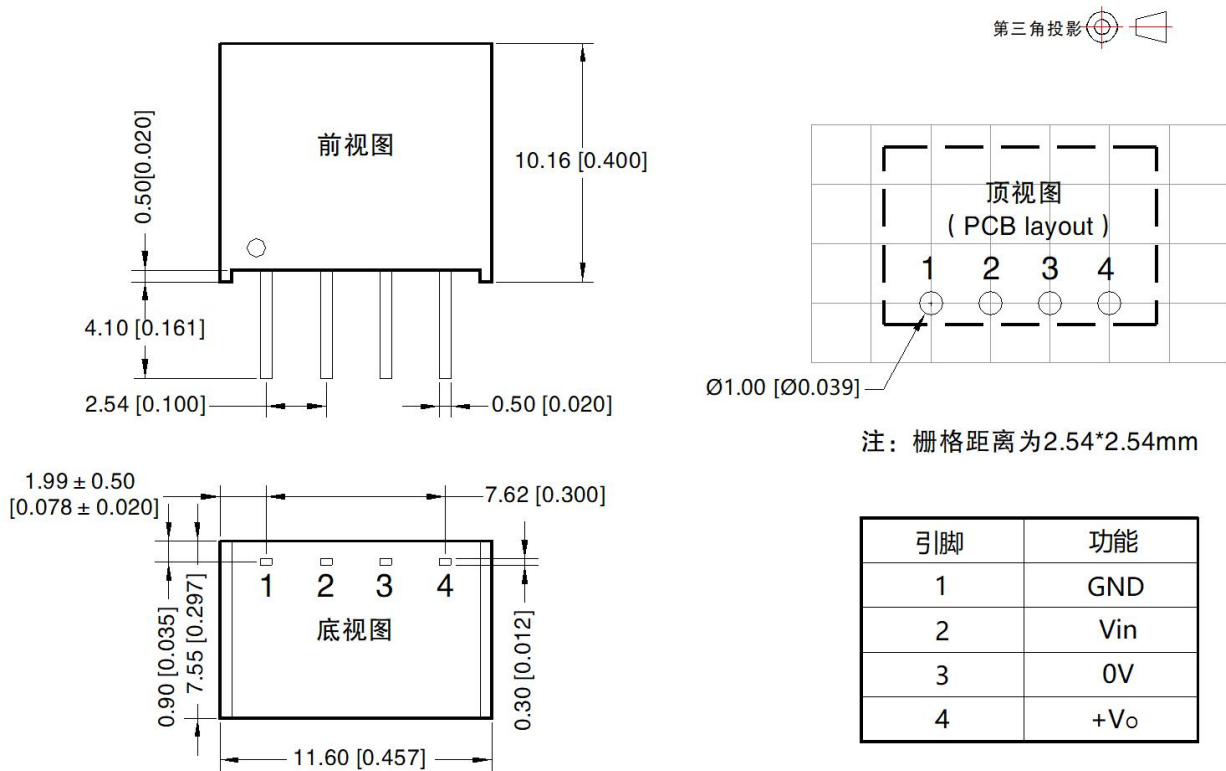 第三角投影
前视图
0.50[0.020]
10.16 [0.400]
4.10 [0.161]
2.54 [0.100]
0.50 [0.020]
顶视图
( PCB layout )
1 2 3 4
Ø1.00 [Ø0.039]
注：栅格距离为2.54*2.54mm
1.99 ± 0.50
[0.078 ± 0.020]
7.62 [0.300]
1 2 3 4
底视图
0.90 [0.035]
7.55 [0.297]
0.30 [0.012]
11.60 [0.457]
引脚 功能
1 GND
2 Vin
3 0V
4 +Vo